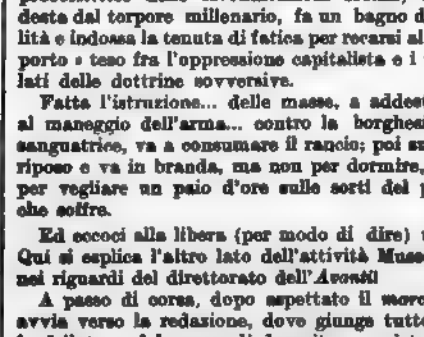 desta dal torpore millenario, fa un bagno d
lità e indossa la tenuta di fatica per recarsi al
porto e teso fra l'oppressione capitalista e i
lati delle dottrine sovversive.
Fatta l'istruzione... delle masse, a addest
al maneggio dell'arma... contro la borghes
sanguatrice, va a consumare il rancio; poi su
riposo e va in branda, ma non per dormire,
per vegliare un paio d'ore sulle sorti del p
che soffre.
Ed eccoci alla libera (per modo di dire) u
Qui si esplica l'altro lato dell'attività Muss
nei riguardi del direttorato dell'Avanti!
A passo di corsa, dopo aspettato il
avvia verso la redazione, dove giunge tutto